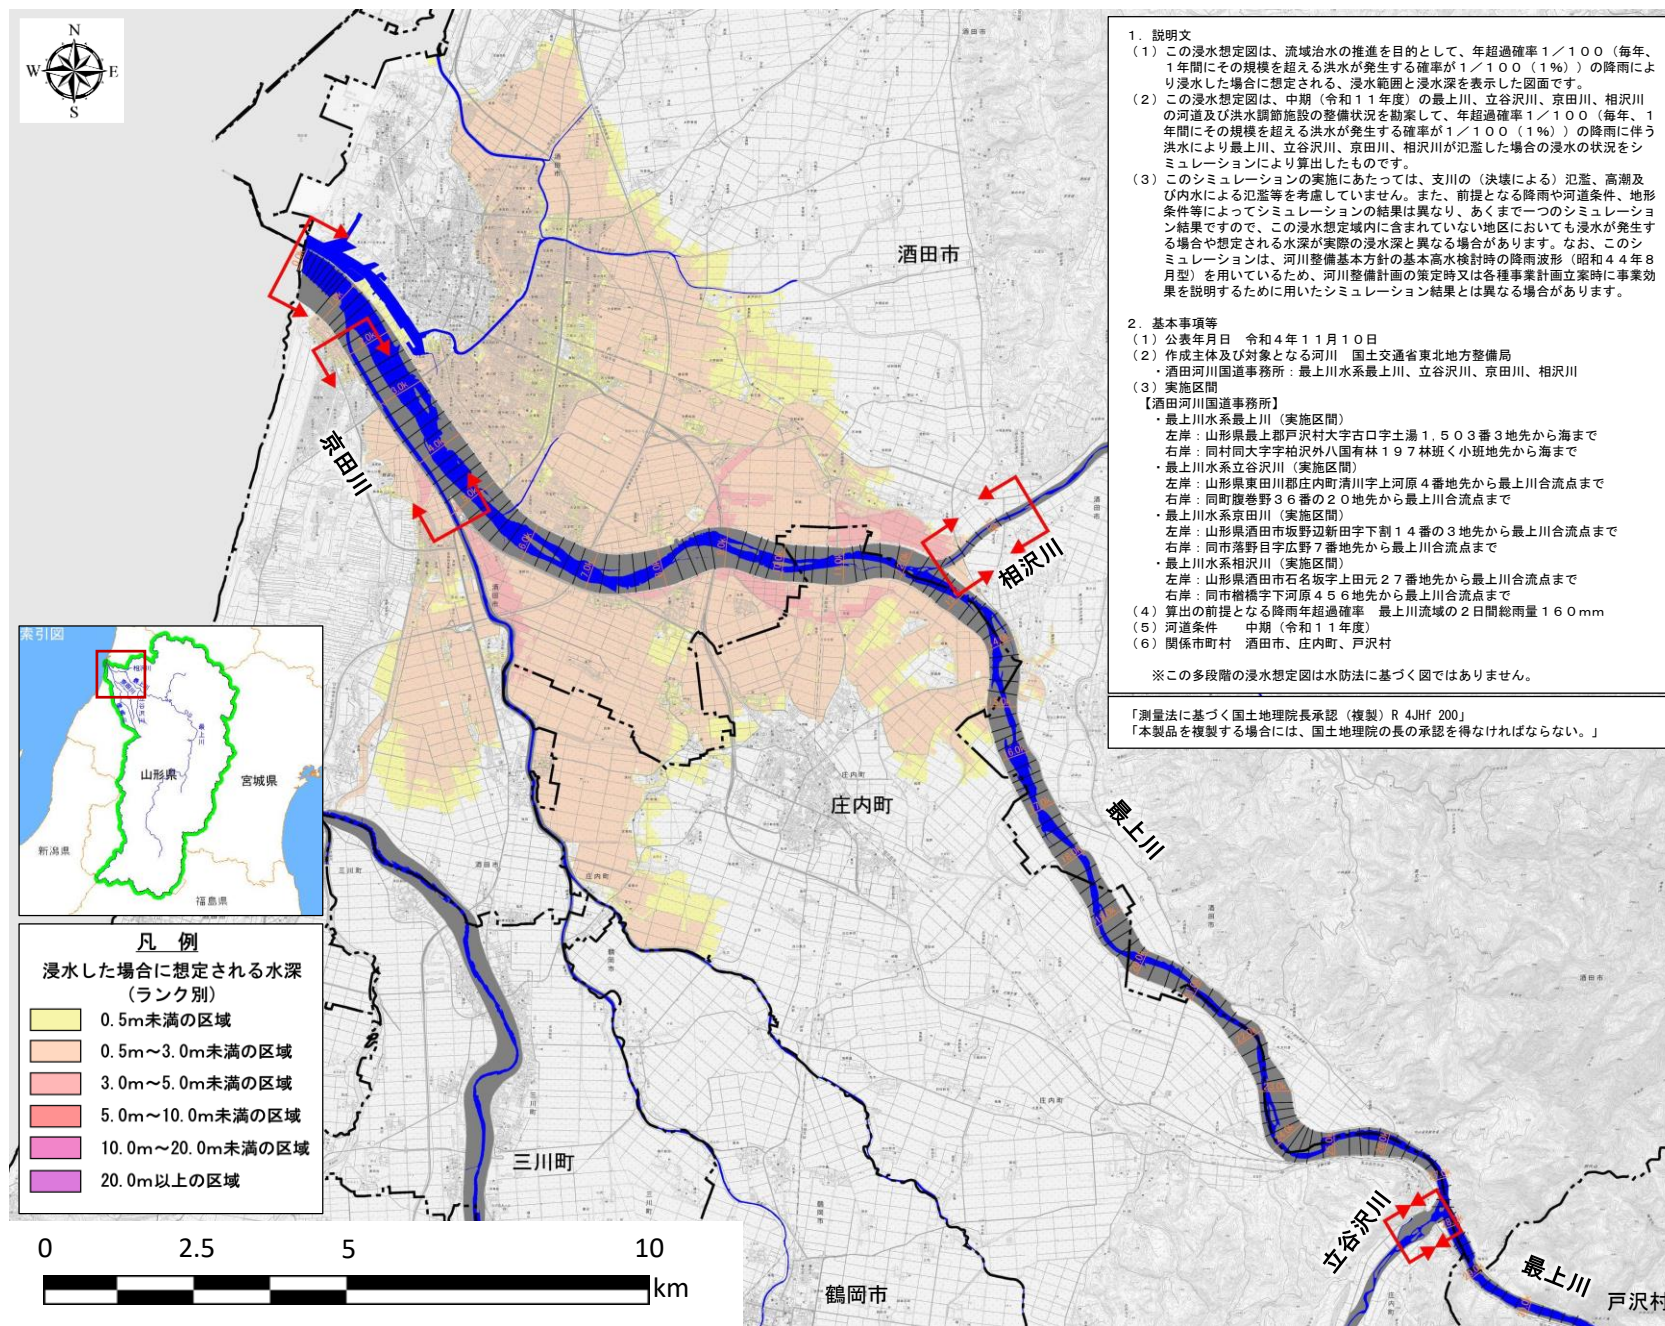 N
W
E
S
1. 説明文
(1)この浸水想定図は、流域治水の推進を目的として、年超過確率1/100(毎年、
1年間にその規模を超える洪水が発生する確率が1/100(1%))の降雨によ
り浸水した場合に想定される、浸水範囲と浸水深を表示した図面です。
(2)この浸水想定図は、中期(令和11年度)の最上川、立谷沢川、京田川、相沢川
の河道及び洪水調節施設の整備状況を勘案して、年超過確率1/100(毎年、1
年間にその規模を超える洪水が発生する確率が1/100(1%))の降雨に伴う
洪水により最上川、立谷沢川、京田川、相沢川が氾濫した場合の浸水の状況をシ
ミュレーションにより算出したものです。
(3)このシミュレーションの実施にあたっては、支川の(決壊による)氾濫、高潮及
び内水による氾濫等を考慮していません。また、前提となる降雨や河道条件、地形
条件等によってシミュレーションの結果は異なり、あくまで一つのシミュレーショ
ン結果ですので、この浸水想定域内に含まれていない地区においても浸水が発生す
る場合や想定される水深が実際の浸水深と異なる場合があります。なお、このシ
ミュレーションは、河川整備基本方針の基本高水検討時の降雨波形(昭和44年8
月型)を用いているため、河川整備計画の策定時又は各種事業計画立案時に事業効
果を説明するために用いたシミュレーション結果とは異なる場合があります。
2. 基本事項等
(1)公表年月日 令和4年11月10日
(2)作成主体及び対象となる河川 国土交通省東北地方整備局
・酒田河川国道事務所:最上川水系最上川、立谷沢川、京田川、相沢川
(3)実施区間
【酒田河川国道事務所】
・最上川水系最上川(実施区間)
左岸:山形県最上郡戸沢村大字古口字土湯1,503番3地先から海まで
右岸:同村同大字字柏沢外八国有林197林班く小班地先から海まで
・最上川水系立谷沢川(実施区間)
左岸:山形県東田川郡庄内町清川字上河原4番地先から最上川合流点まで
右岸:同町腹巻野36番の20地先から最上川合流点まで
・最上川水系京田川(実施区間)
左岸:山形県酒田市坂野辺新田字下割14番の3地先から最上川合流点まで
右岸:同市落野目字広野7番地先から最上川合流点まで
・最上川水系相沢川(実施区間)
左岸:山形県酒田市石名坂字上田元27番地先から最上川合流点まで
右岸:同市楢橋字下河原456地先から最上川合流点まで
(4)算出の前提となる降雨年超過確率 最上川流域の2日間総雨量160mm
(5)河道条件 中期(令和11年度)
(6)関係市町村 酒田市、庄内町、戸沢村
※この多段階の浸水想定図は水防法に基づく図ではありません。
「測量法に基づく国土地理院長承認(複製)R 4JHf 200」
「本製品を複製する場合には、国土地理院の長の承認を得なければならない。」
酒田市
京田川
相沢川
庄内町
最上川
三川町
立谷沢川
最上川
鶴岡市
戸沢村
索引図
山形県
宮城県
新潟県
福島県
最上川
凡 例
浸水した場合に想定される水深
(ランク別)
0.5m未満の区域
0.5m~3.0m未満の区域
3.0m~5.0m未満の区域
5.0m~10.0m未満の区域
10.0m~20.0m未満の区域
20.0m以上の区域
0 2.5 5 10
km